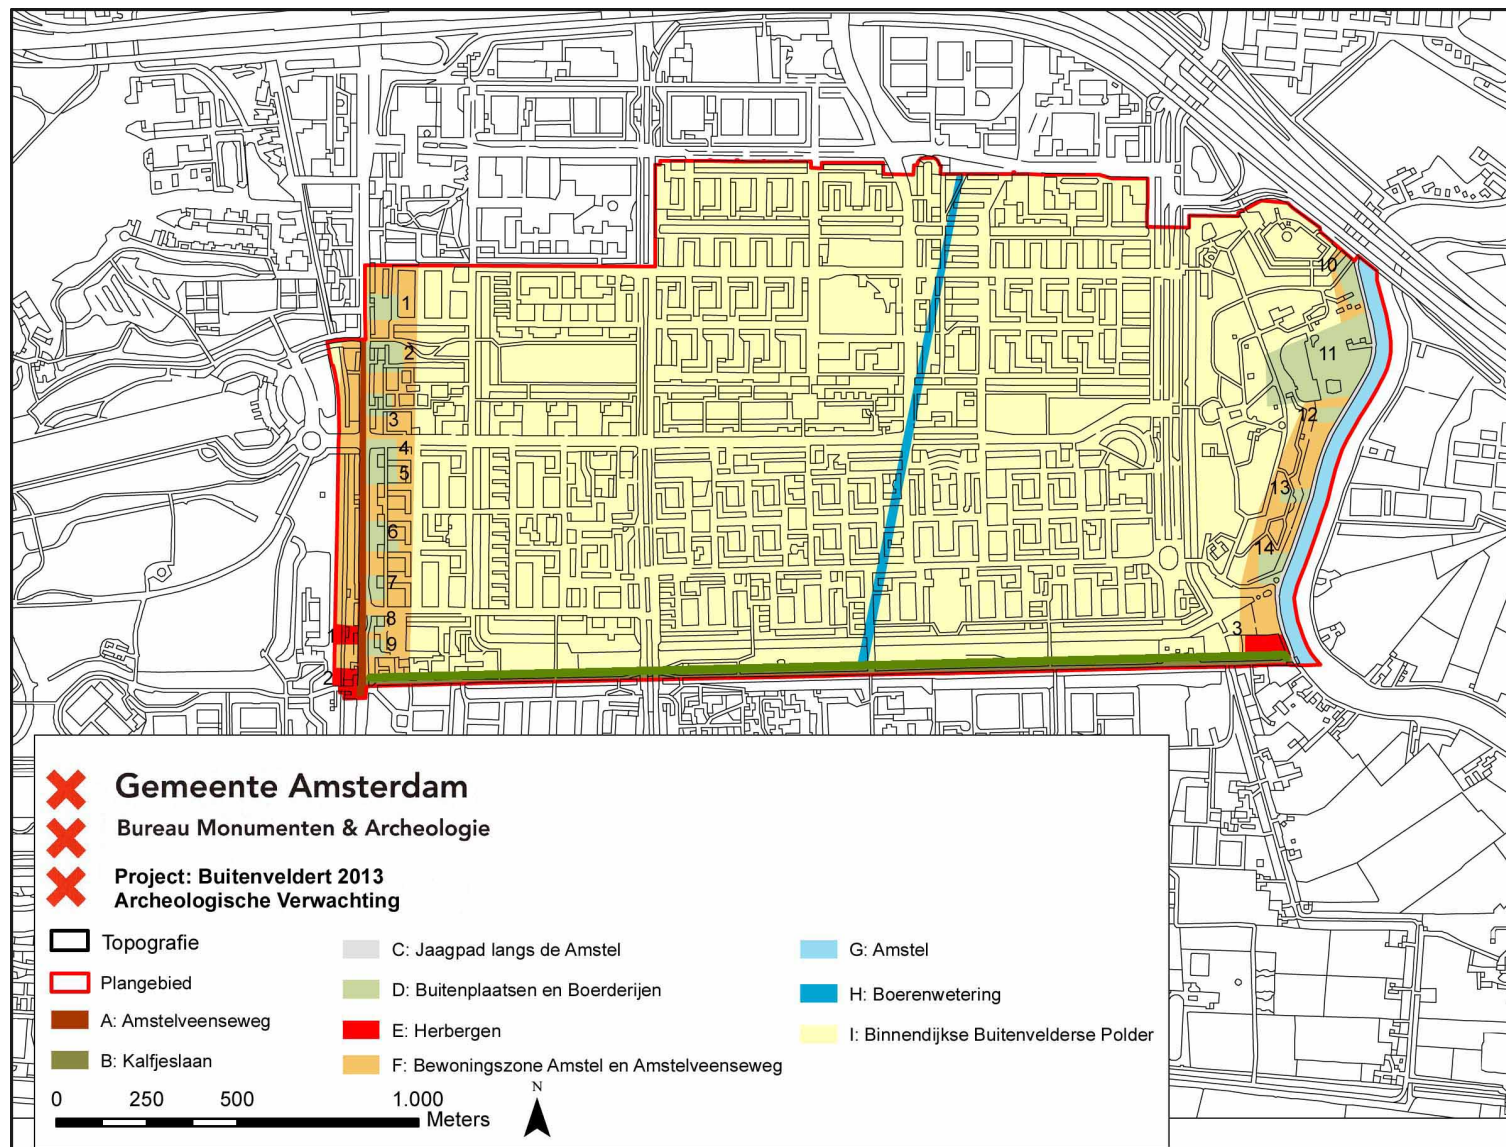 1
2
3
4
5
6
7
8
9
1
2
10
11
12
13
14
3
Gemeente Amsterdam
Bureau Monumenten & Archeologie
Project: Buitenveldert 2013
Archeologische Verwachting
Topografie
Plangebied
A: Amstelveenseweg
B: Kalfjeslaan
C: Jaagpad langs de Amstel
D: Buitenplaatsen en Boerderijen
E: Herbergen
F: Bewoningszone Amstel en Amstelveenseweg
G: Amstel
H: Boerenwetering
I: Binnendijkse Buitenvelderse Polder
0 250 500 1.000
Meters
N